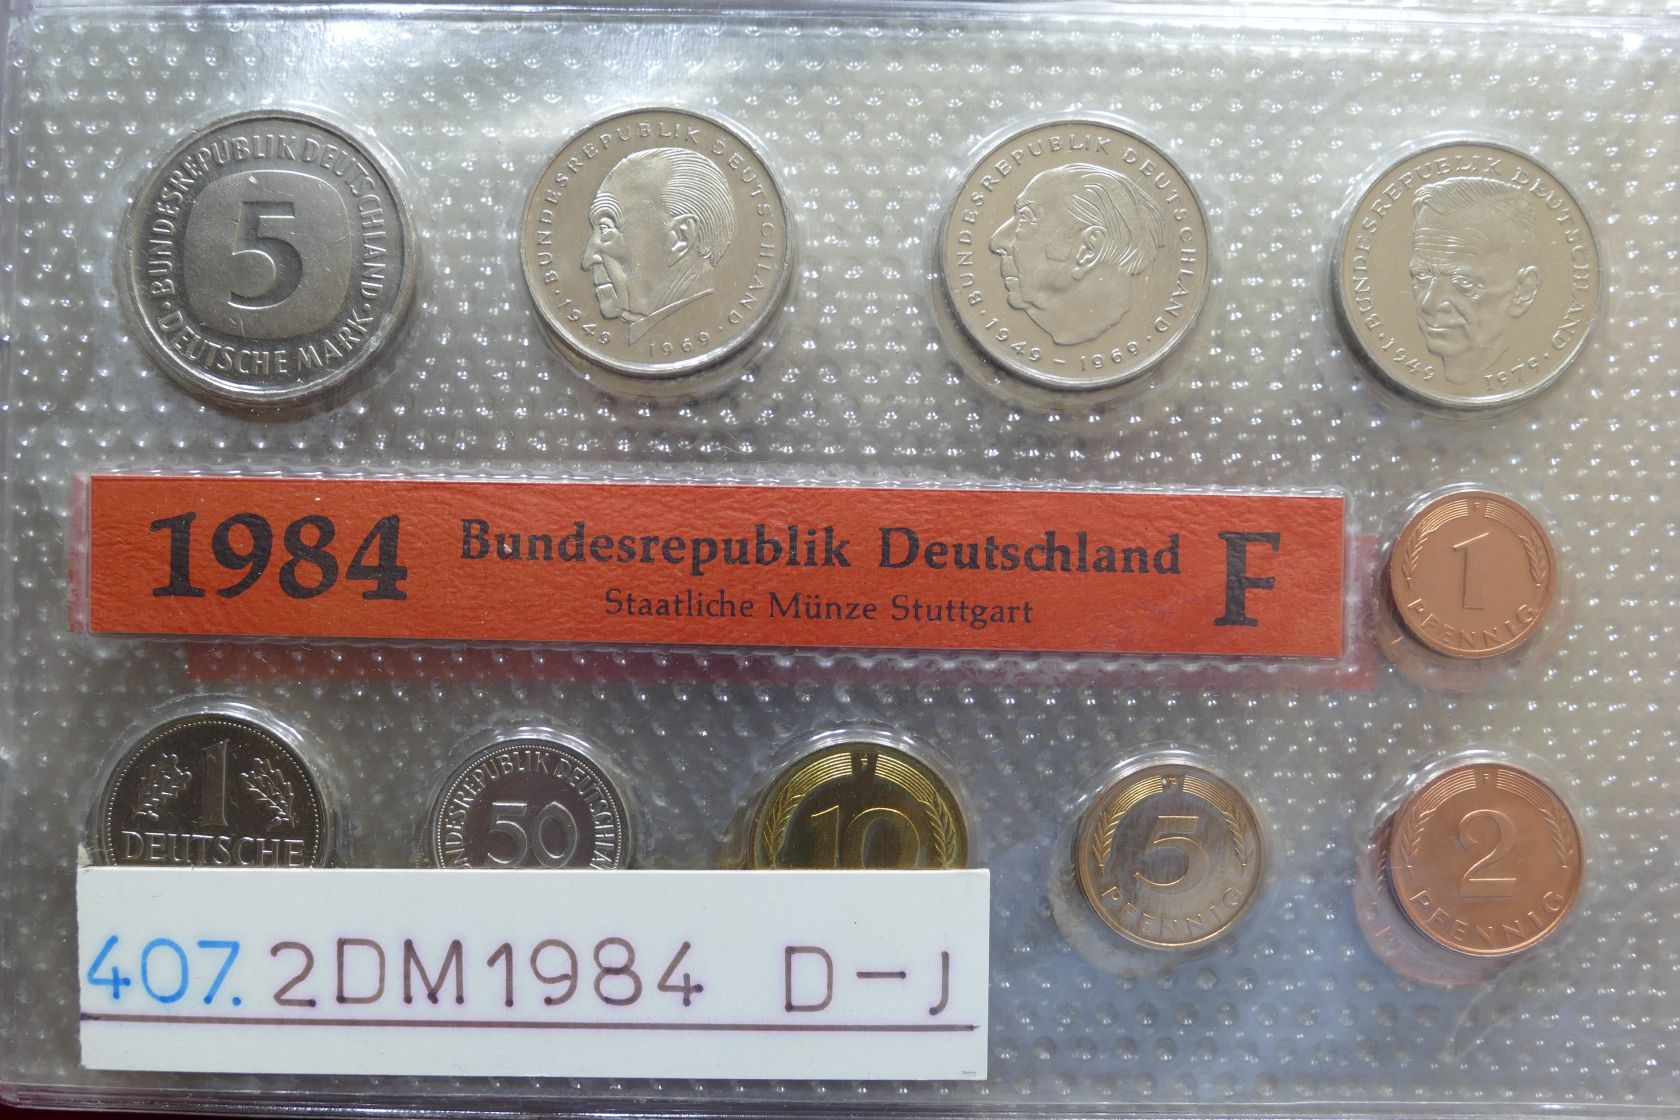 BUNDESREPUBLIK DEUTSCHLAND
5
DEUTSCHE MARK
BUNDESREPUBLIK DEUTSCHLAND
1949 1969
BUNDESREPUBLIK DEUTSCHLAND
1949 - 1969
BUNDESREPUBLIK DEUTSCHLAND
1949 1979
1984 Bundesrepublik Deutschland F
Staatliche Münze Stuttgart
F
1
PFENNIG
1
DEUTSCHE
BUNDESREPUBLIK DEUTSCHLAND
50
F
10
F
5
PFENNIG
F
2
PFENNIG
407. 2DM1984 D-J